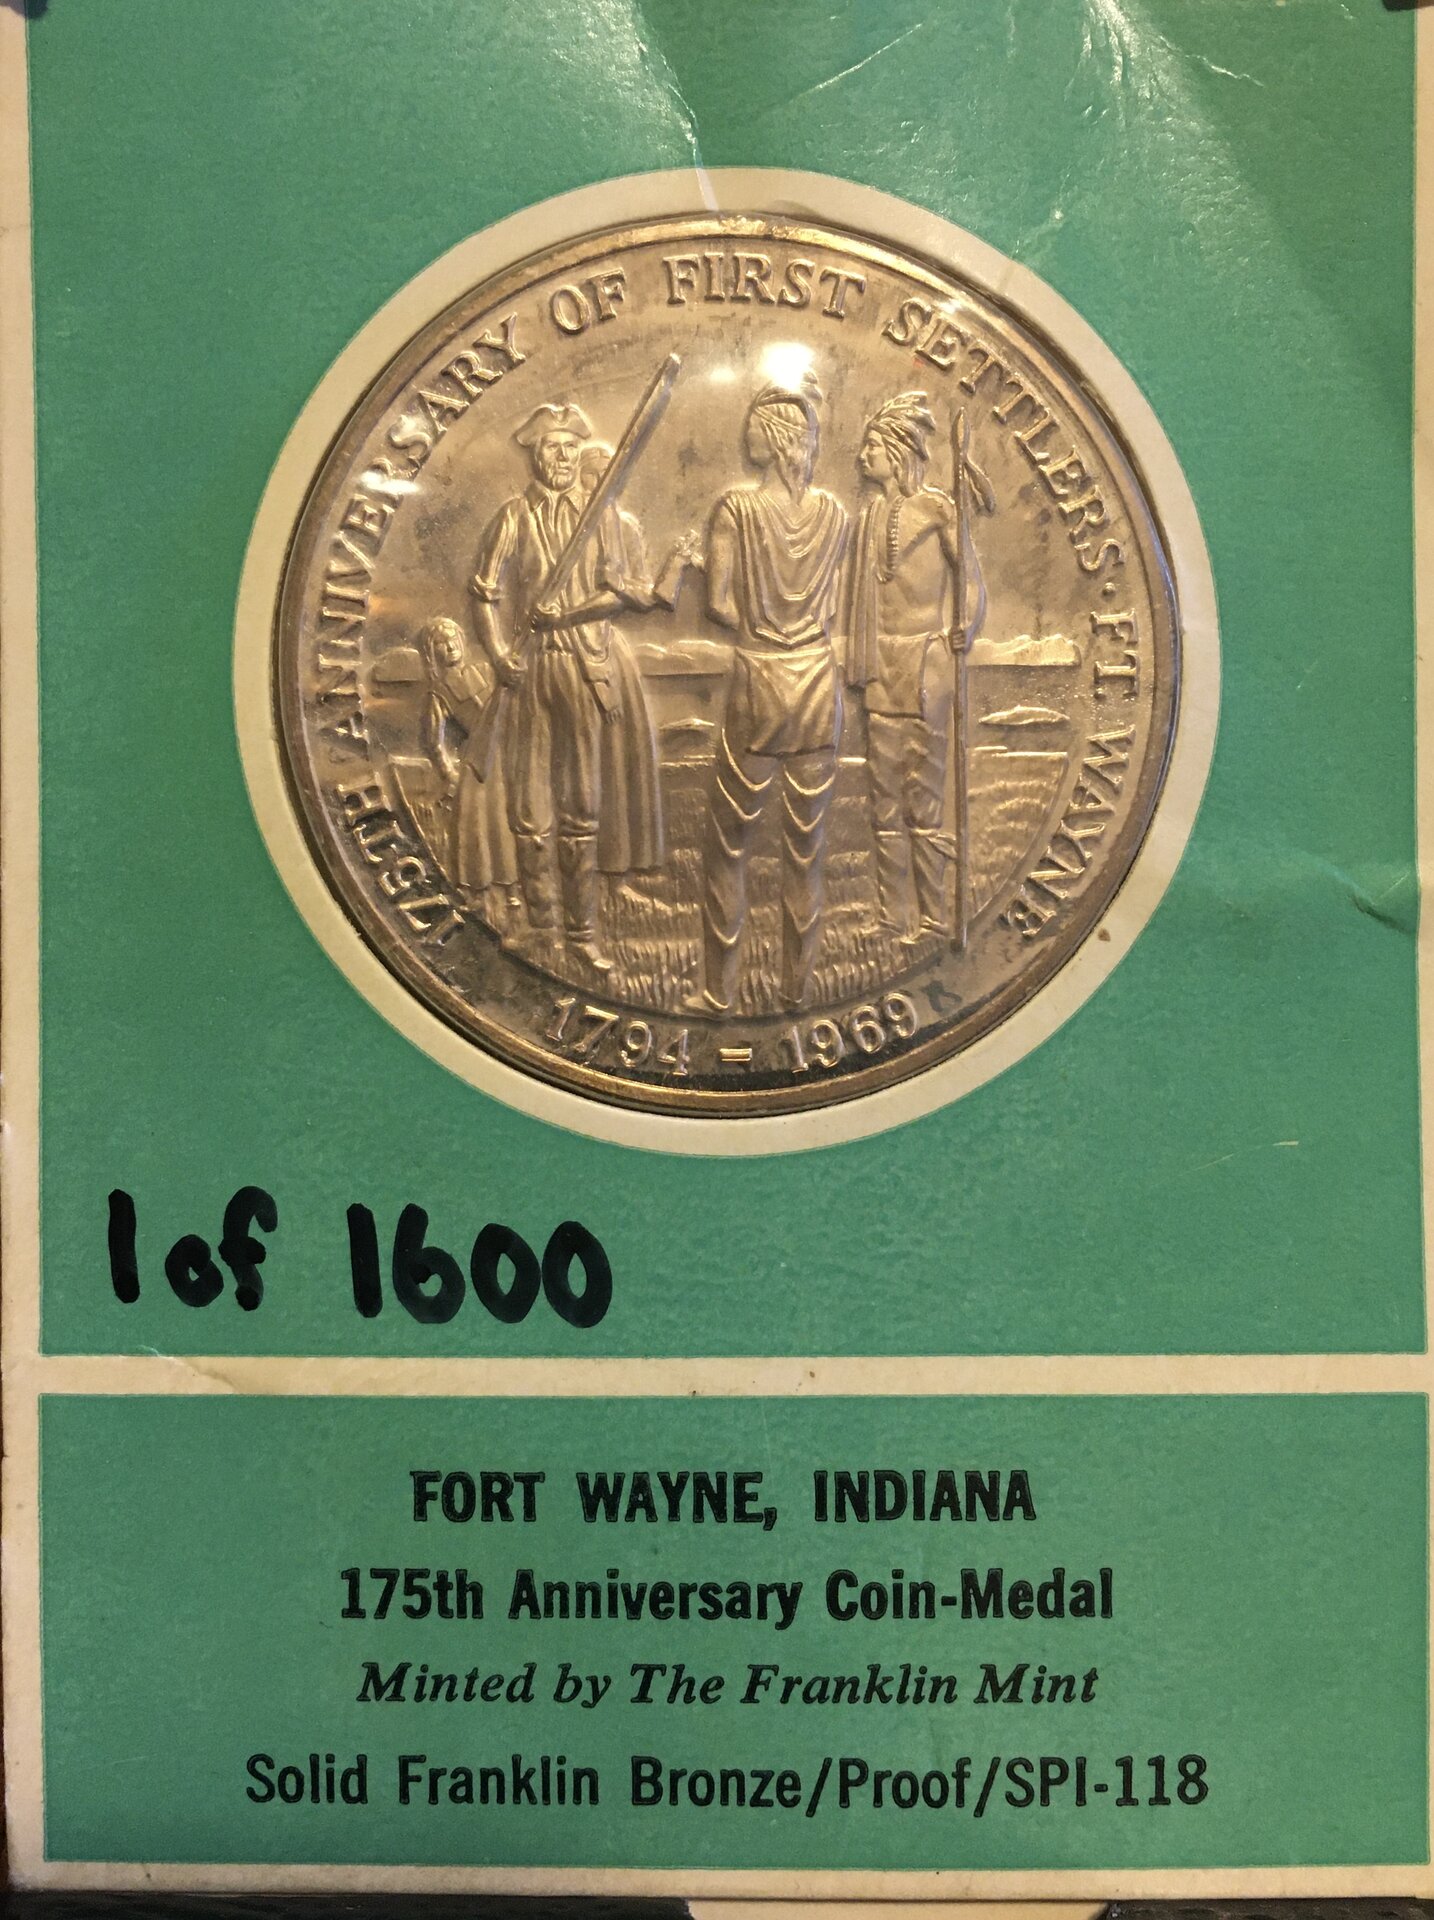 175TH ANNIVERSARY OF FIRST SETTLERS · FT. WAYNE
1794 - 1969
1 of 1600
FORT WAYNE, INDIANA
175th Anniversary Coin-Medal
Minted by The Franklin Mint
Solid Franklin Bronze/Proof/SPI-118